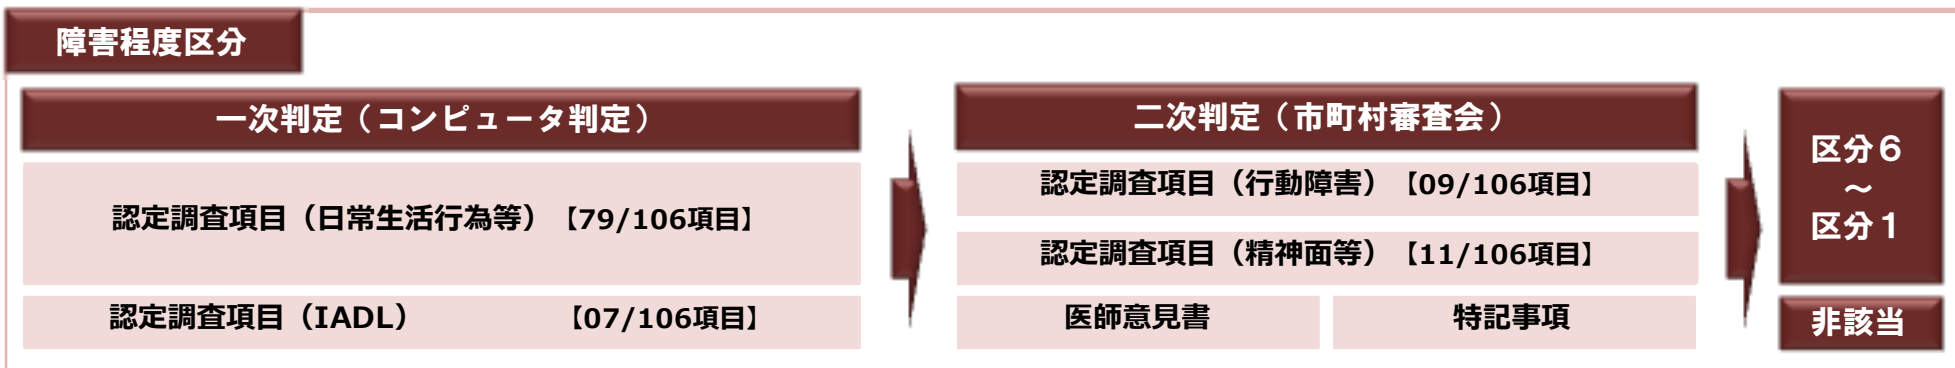 障害程度区分
一次判定（コンピュータ判定）
認定調査項目（日常生活行為等）【79/106項目】
認定調査項目（IADL）　　　　　【07/106項目】
二次判定（市町村審査会）
認定調査項目（行動障害）【09/106項目】
認定調査項目（精神面等）【11/106項目】
医師意見書
特記事項
区分６
～
区分１
非該当